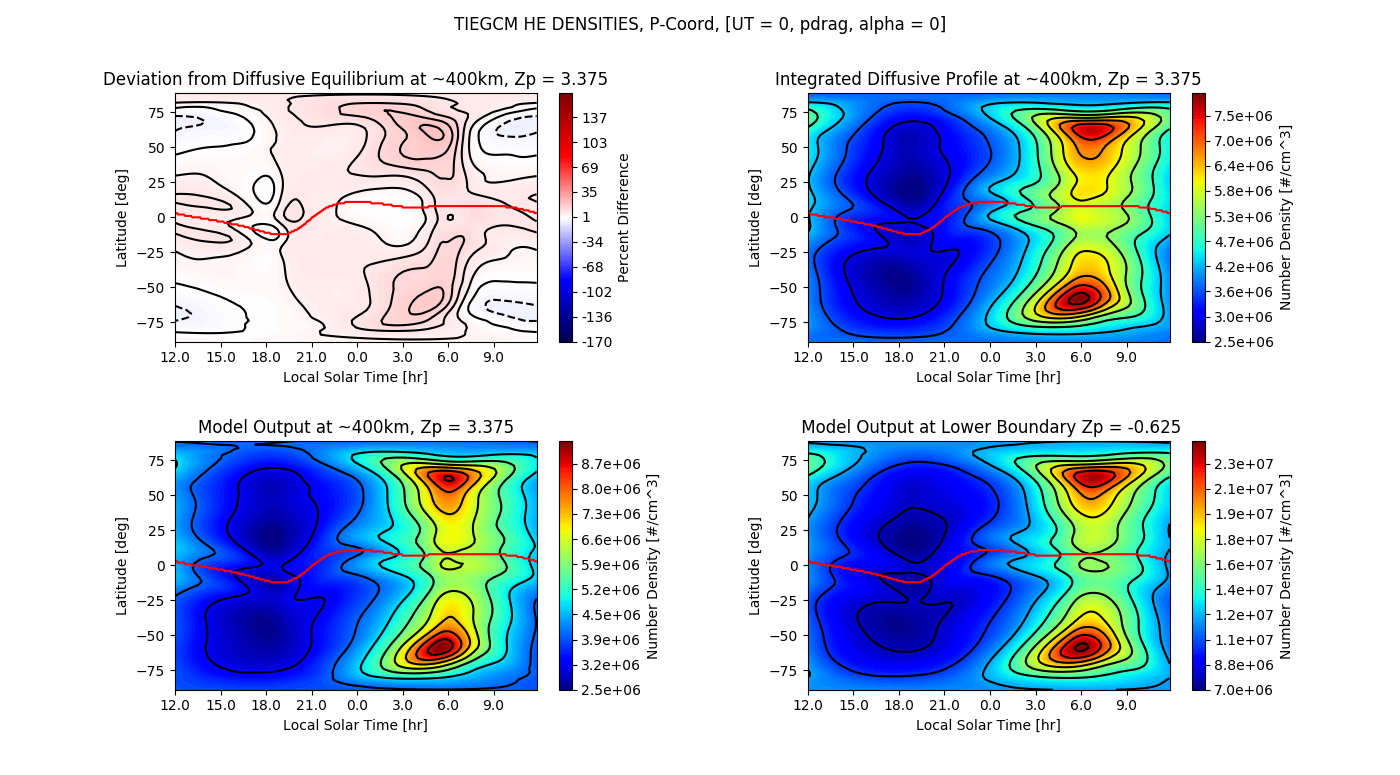 TIEGCM HE DENSITIES, P-Coord, [UT = 0, pdrag, alpha = 0]
Deviation from Diffusive Equilibrium at ~400km, Zp = 3.375
75
50
25
0
−25
−50
−75
Latitude [deg]
12.0 15.0 18.0 21.0 0.0 3.0 6.0 9.0
Local Solar Time [hr]
137
103
69
35
1
-34
-68
-102
-136
-170
Percent Difference
Integrated Diffusive Profile at ~400km, Zp = 3.375
75
50
25
0
−25
−50
−75
Latitude [deg]
12.0 15.0 18.0 21.0 0.0 3.0 6.0 9.0
Local Solar Time [hr]
7.5e+06
7.0e+06
6.4e+06
5.8e+06
5.3e+06
4.7e+06
4.2e+06
3.6e+06
3.0e+06
2.5e+06
Number Density [#/cm^3]
Model Output at ~400km, Zp = 3.375
75
50
25
0
−25
−50
−75
Latitude [deg]
12.0 15.0 18.0 21.0 0.0 3.0 6.0 9.0
Local Solar Time [hr]
8.7e+06
8.0e+06
7.3e+06
6.6e+06
5.9e+06
5.2e+06
4.5e+06
3.9e+06
3.2e+06
2.5e+06
Number Density [#/cm^3]
Model Output at Lower Boundary Zp = -0.625
75
50
25
0
−25
−50
−75
Latitude [deg]
12.0 15.0 18.0 21.0 0.0 3.0 6.0 9.0
Local Solar Time [hr]
2.3e+07
2.1e+07
1.9e+07
1.8e+07
1.6e+07
1.4e+07
1.2e+07
1.1e+07
8.8e+06
7.0e+06
Number Density [#/cm^3]